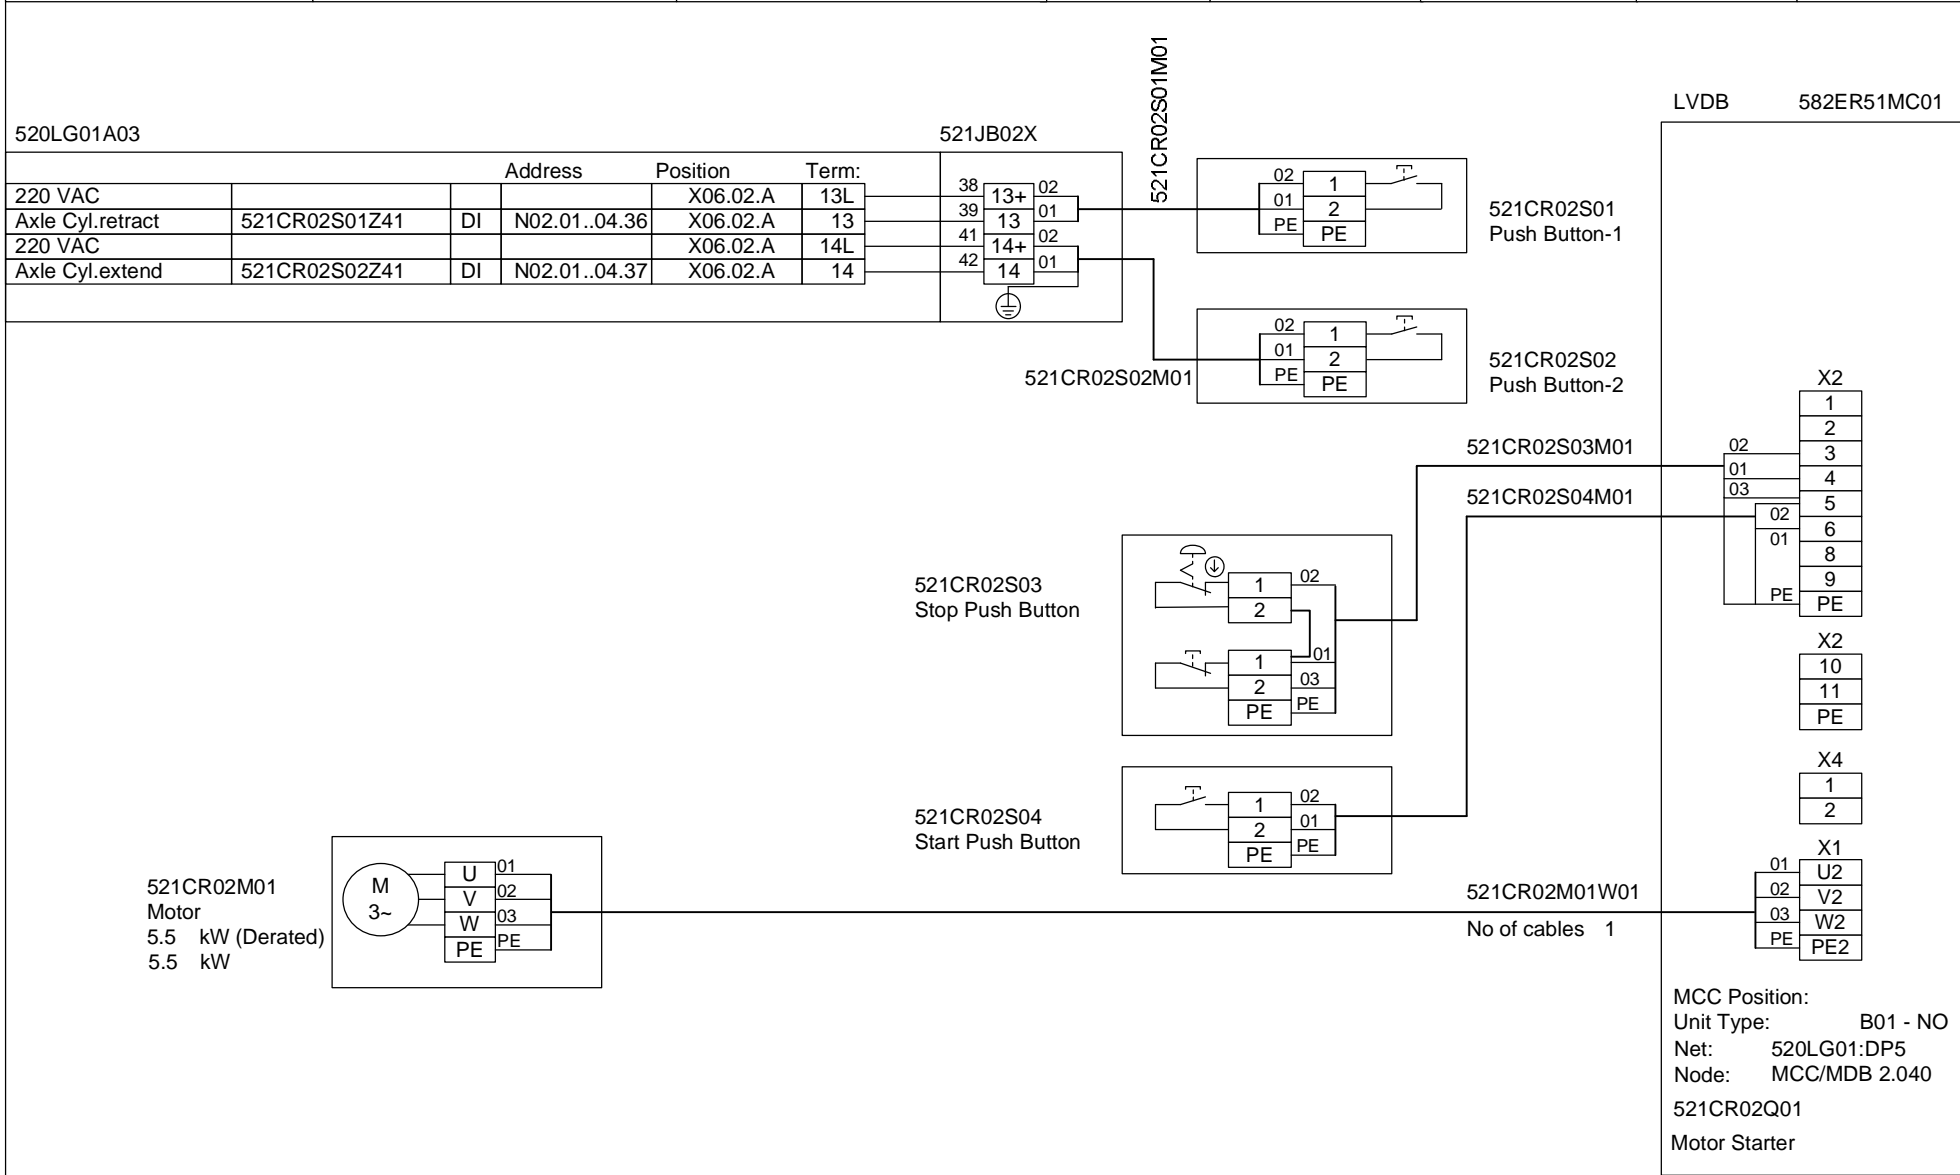 521CR02S01M01
LVDB 582ER51MC01
520LG01A03 521JB02X
Address Position Term:
220 VAC X06.02.A 13L
Axle Cyl.retract 521CR02S01Z41 DI N02.01..04.36 X06.02.A 13
220 VAC X06.02.A 14L
Axle Cyl.extend 521CR02S02Z41 DI N02.01..04.37 X06.02.A 14
38 13+ 02
39 13 01
41 14+ 02
42 14 01
02 1
01 2
PE PE
521CR02S01
Push Button-1
02 1
01 2
PE PE
521CR02S02
Push Button-2
521CR02S02M01
521CR02S03M01
521CR02S04M01
X2
1
2
02 3
01 4
03 5
02 6
01 8
9
PE PE
521CR02S03
Stop Push Button
1 02
2
1 01
2 03
PE PE
X2
10
11
PE
521CR02S04
Start Push Button
1 02
2 01
PE PE
X4
1
2
521CR02M01
Motor
5.5 kW (Derated)
5.5 kW
M
3~
U 01
V 02
W 03
PE PE
521CR02M01W01
No of cables 1
X1
01 U2
02 V2
03 W2
PE PE2
MCC Position:
Unit Type: B01 - NO
Net: 520LG01:DP5
Node: MCC/MDB 2.040
521CR02Q01
Motor Starter